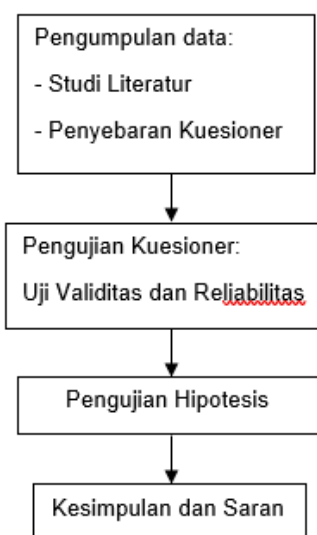 Pengumpulan data:
- Studi Literatur
- Penyebaran Kuesioner
Pengujian Kuesioner:
Uji Validitas dan Reliabilitas
Pengujian Hipotesis
Kesimpulan dan Saran